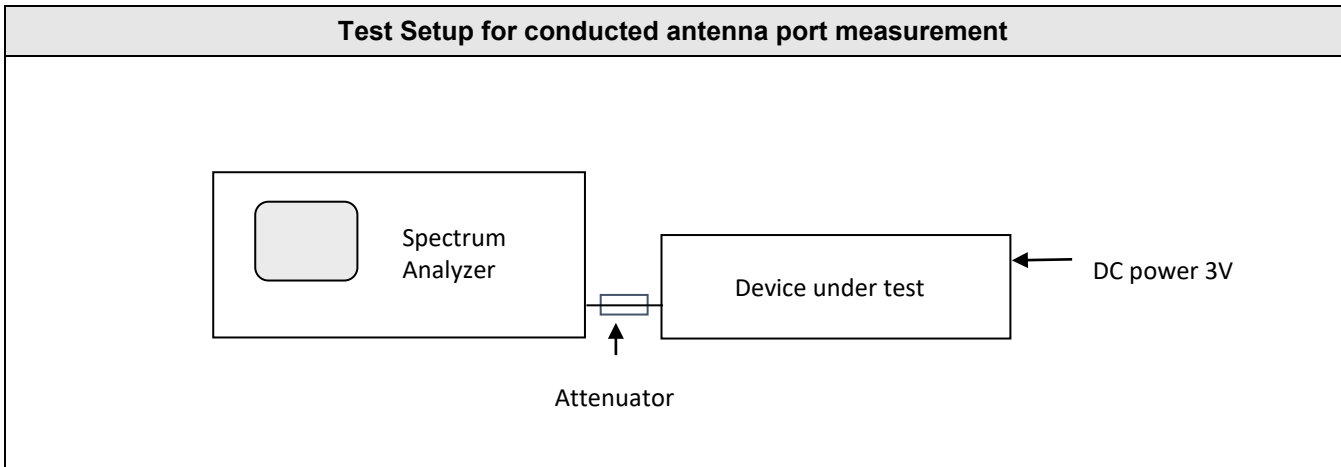 Test Setup for conducted antenna port measurement
Spectrum
Analyzer
Device under test
DC power 3V
Attenuator